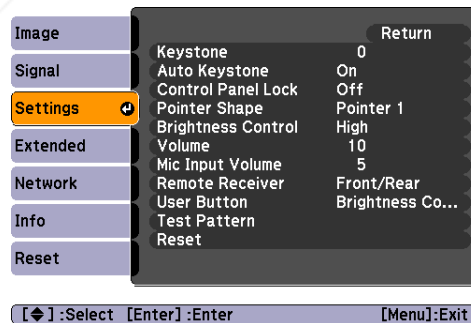 Image
Signal
Settings
Extended
Network
Info
Reset
Return
Keystone 0
Auto Keystone On
Control Panel Lock Off
Pointer Shape Pointer 1
Brightness Control High
Volume 10
Mic Input Volume 5
Remote Receiver Front/Rear
User Button Brightness Co...
Test Pattern
Reset
[◆] :Select [Enter] :Enter [Menu]:Exit